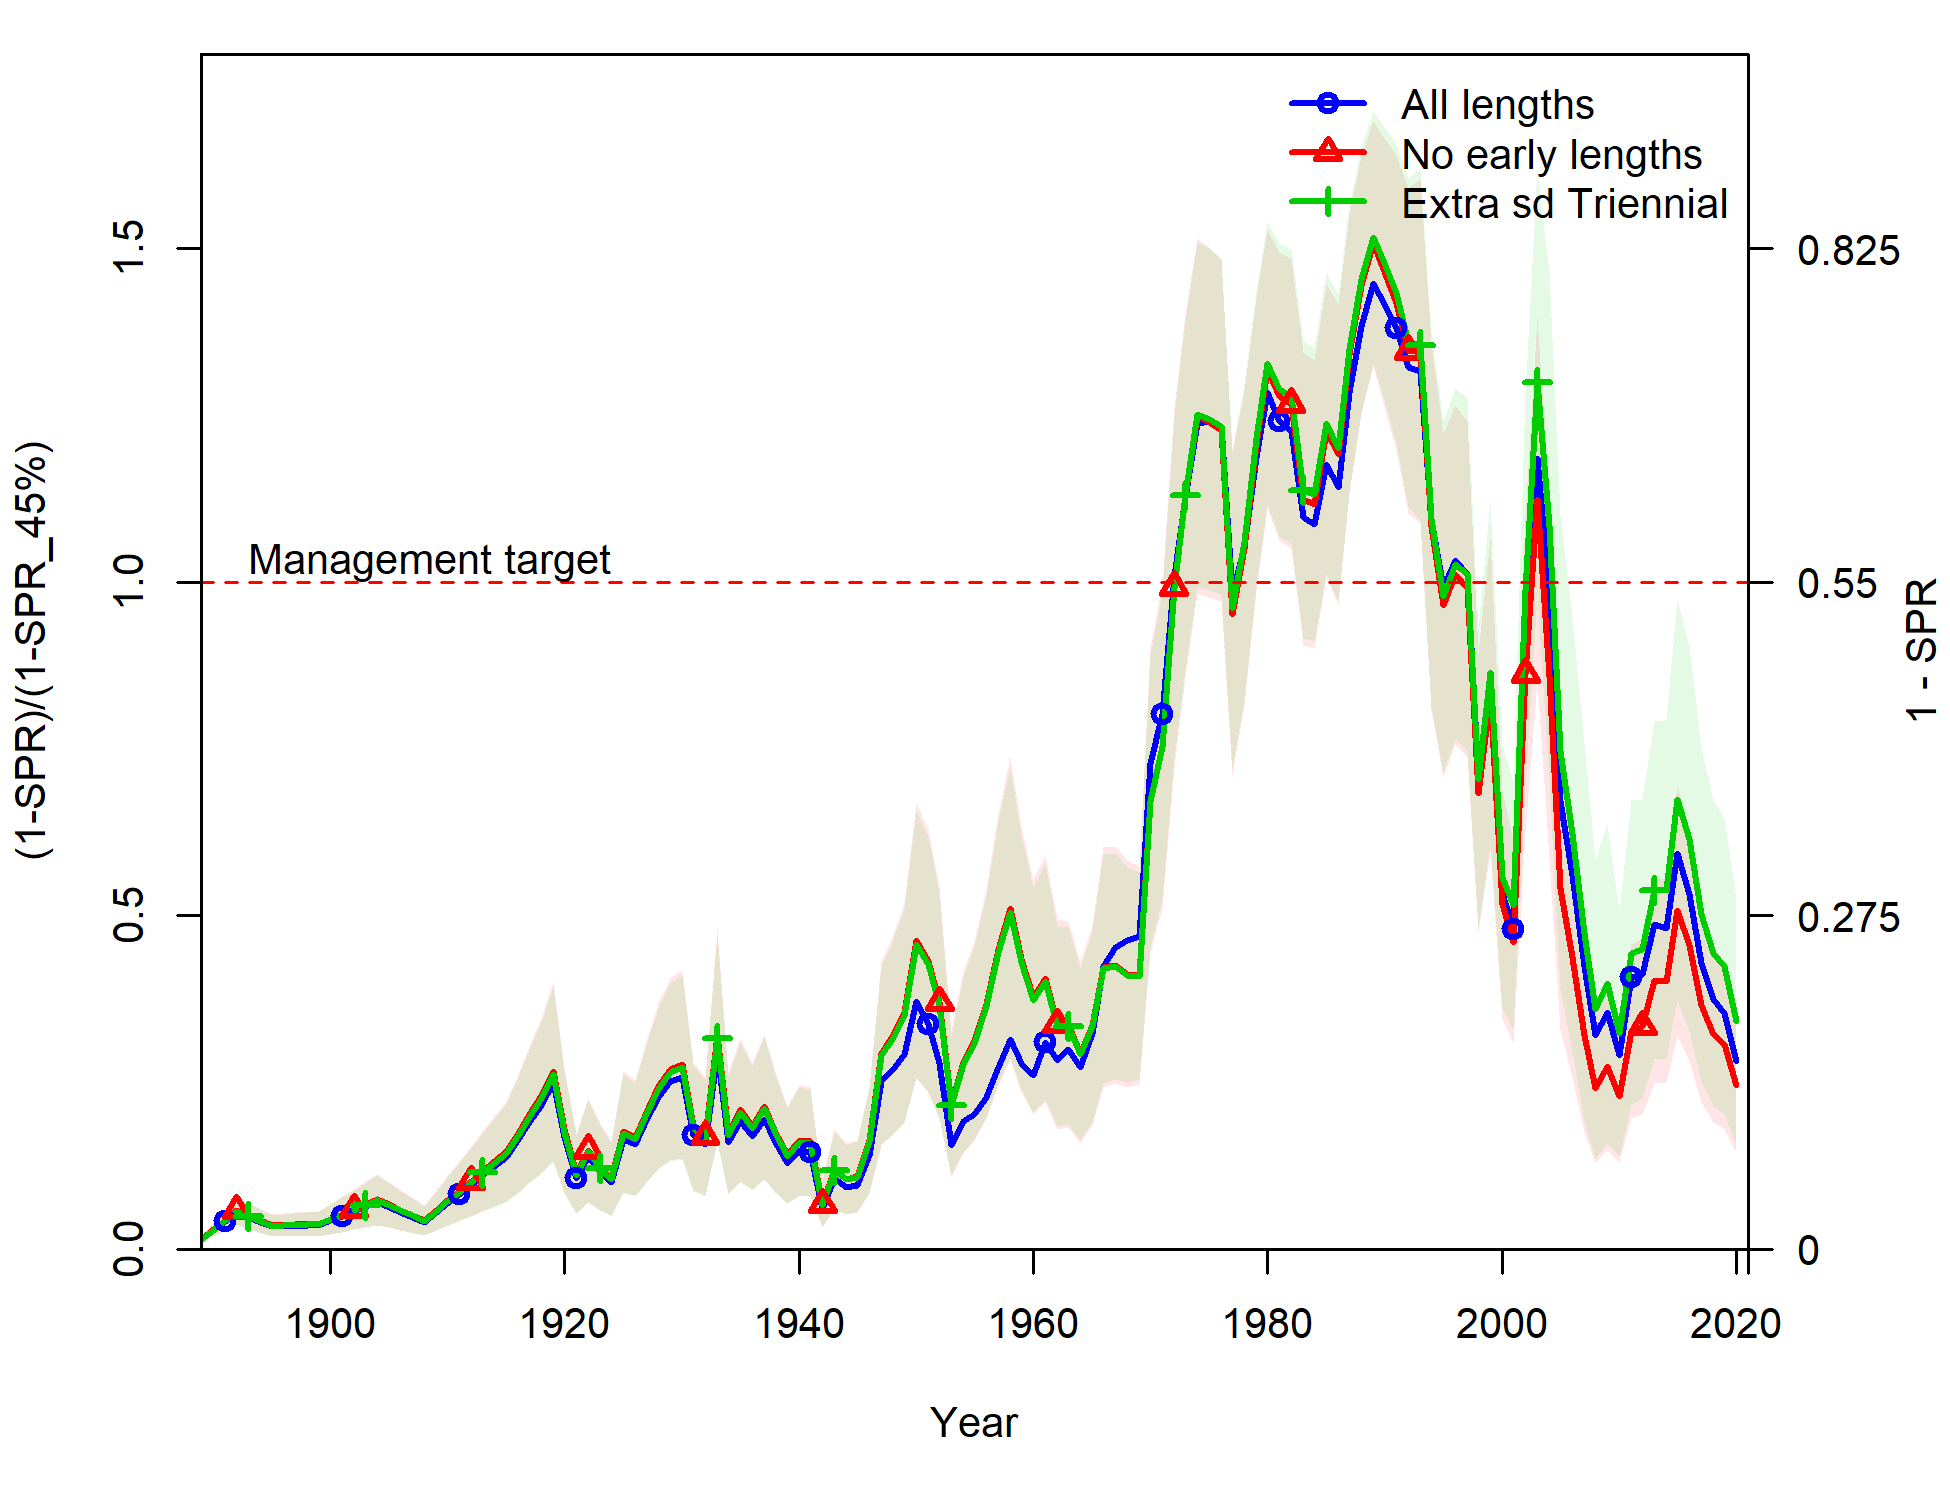 All lengths
No early lengths
Extra sd Triennial
Management target
(1-SPR)/(1-SPR_45%)
0.0
0.5
1.0
1.5
1 - SPR
0.825
0.55
0.275
0
1900
1920
1940
1960
1980
2000
2020
Year